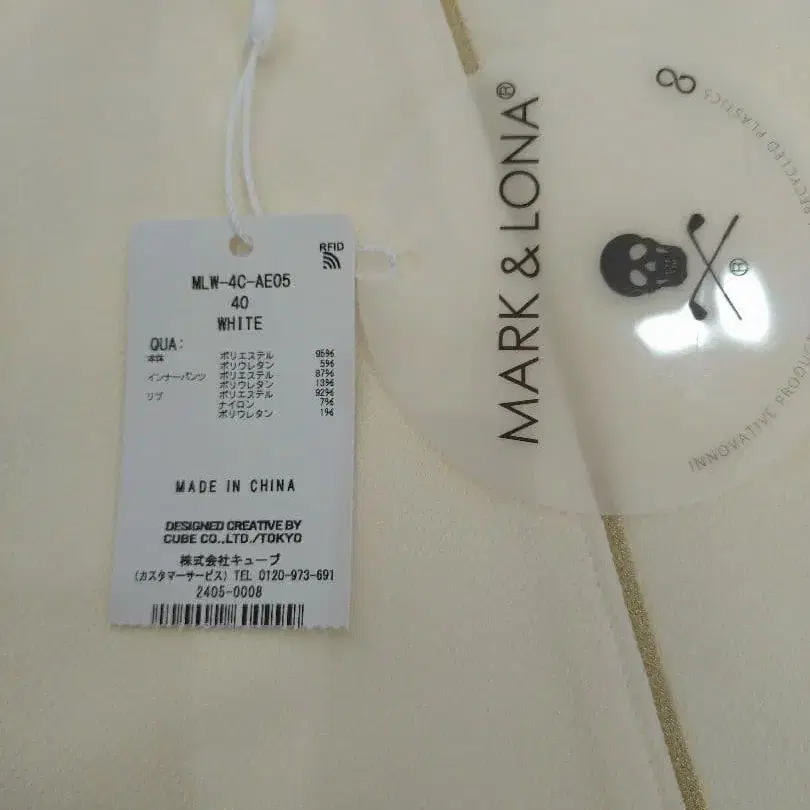 RFID
MLW-4C-AE05
40
WHITE
QUA:
本体 ポリエステル 95%
ポリウレタン 5%
インナーパンツ ポリエステル 87%
ポリウレタン 13%
リブ ポリエステル 92%
ナイロン 7%
ポリウレタン 1%
MADE IN CHINA
DESIGNED CREATIVE BY
CUBE CO.,LTD./TOKYO
株式会社キューブ
(カスタマーサービス) TEL 0120-973-691
2405-0008
MARK & LONA®
®
RECYCLED PLASTICS
INNOVATIVE PRODUC